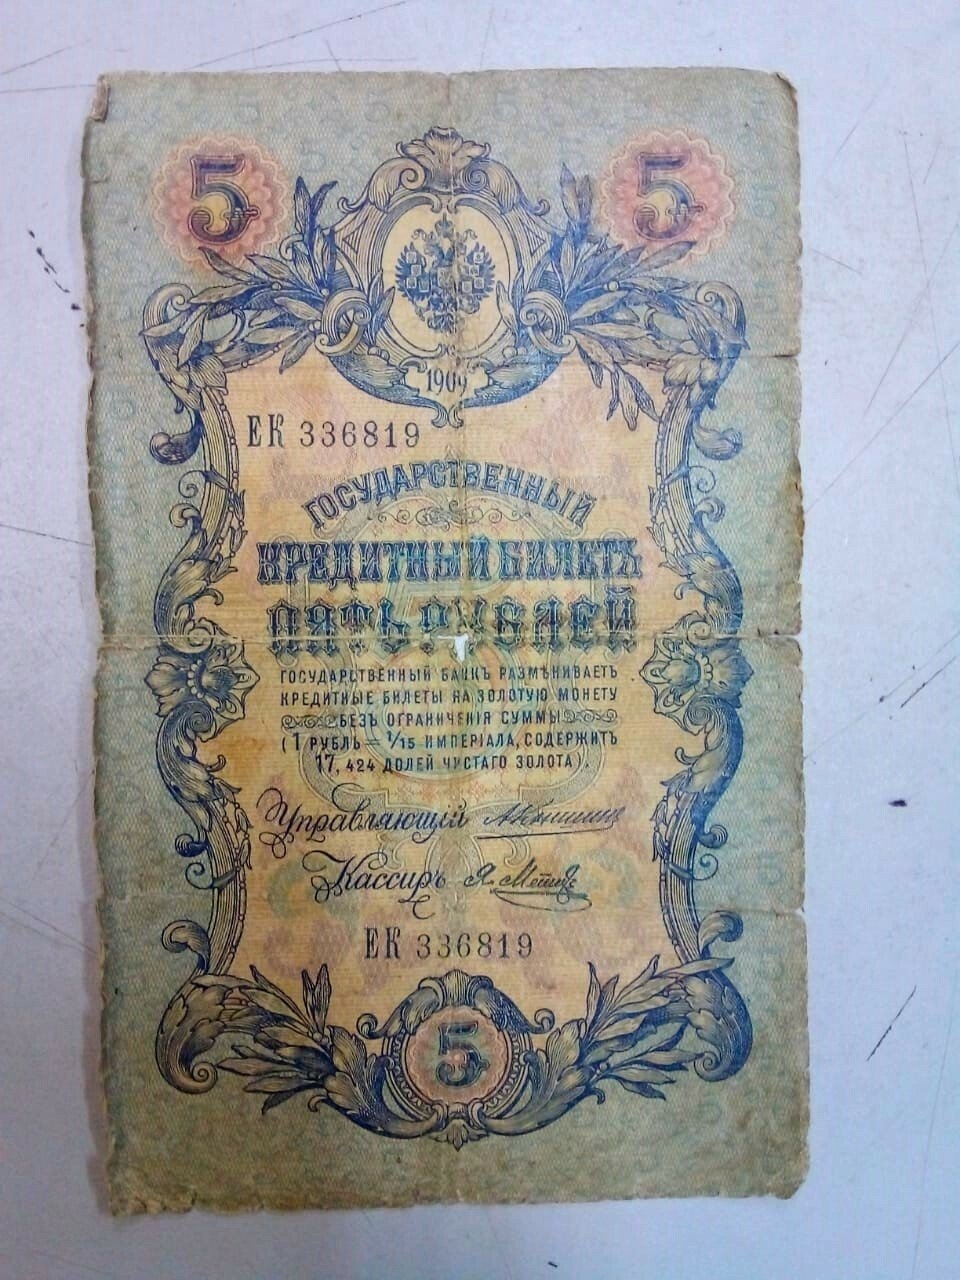 5 5
1909
ЕК 336819
ГОСУДАРСТВЕННЫЙ
КРЕДИТНЫЙ БИЛЕТЪ
ПЯТЬ РУБЛЕЙ
ГОСУДАРСТВЕННЫЙ БАНКЪ РАЗМѢНИВАЕТЪ
КРЕДИТНЫЕ БИЛЕТЫ НА ЗОЛОТУЮ МОНЕТУ
БЕЗЪ ОГРАНИЧЕНІЯ СУММЫ
(1 РУБЛЬ = 1/15 ИМПЕРІАЛА, СОДЕРЖИТЪ
17,424 ДОЛЕЙ ЧИСТАГО ЗОЛОТА).
Управляющій
Кассиръ
ЕК 336819
5